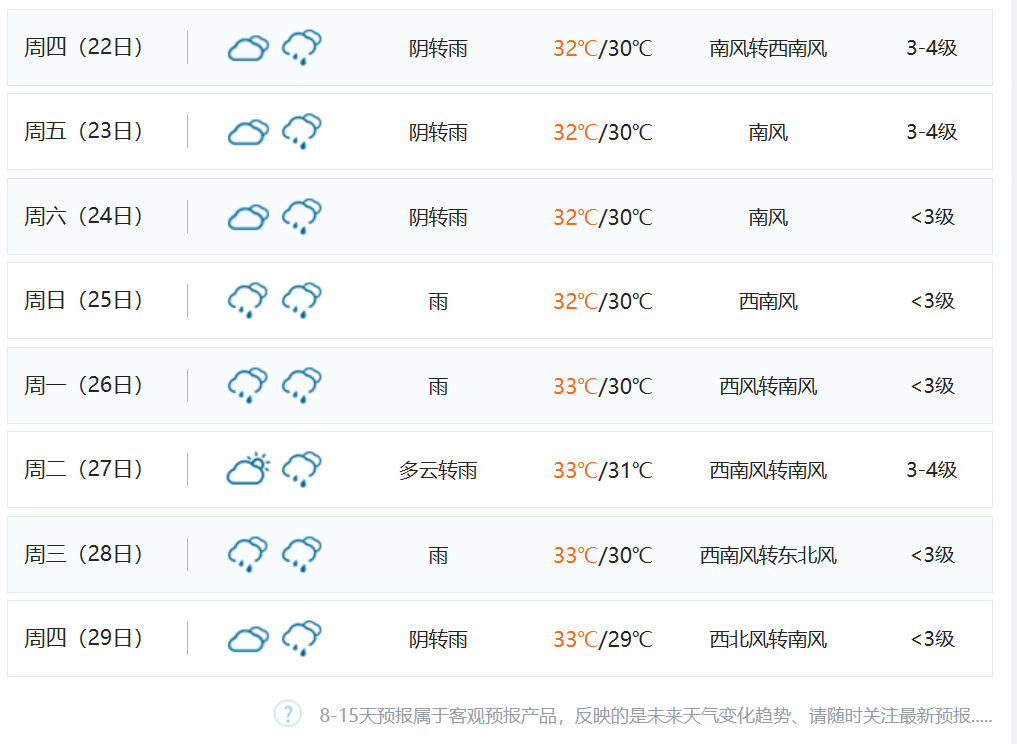 周四（22日） 阴转雨 32℃/30℃ 南风转西南风 3-4级
周五（23日） 阴转雨 32℃/30℃ 南风 3-4级
周六（24日） 阴转雨 32℃/30℃ 南风 <3级
周日（25日） 雨 32℃/30℃ 西南风 <3级
周一（26日） 雨 33℃/30℃ 西风转南风 <3级
周二（27日） 多云转雨 33℃/31℃ 西南风转南风 3-4级
周三（28日） 雨 33℃/30℃ 西南风转东北风 <3级
周四（29日） 阴转雨 33℃/29℃ 西北风转南风 <3级
? 8-15天预报属于客观预报产品，反映的是未来天气变化趋势、请随时关注最新预报.....